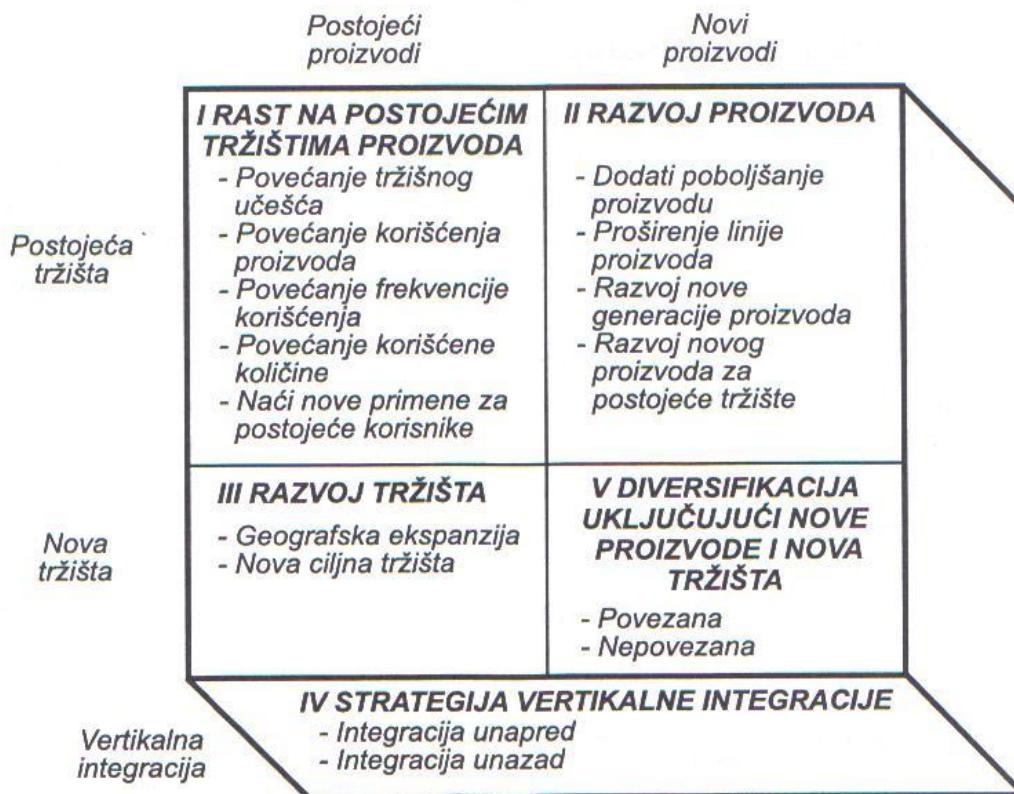 Postojeći
proizvodi
Novi
proizvodi
Postojeća
tržišta
I RAST NA POSTOJEĆIM
TRŽIŠTIMA PROIZVODA
- Povećanje tržišnog
učešća
- Povećanje korišćenja
proizvoda
- Povećanje frekvencije
korišćenja
- Povećanje korišćene
količine
- Naći nove primene za
postojeće korisnike
II RAZVOJ PROIZVODA
- Dodati poboljšanje
proizvodu
- Proširenje linije
proizvoda
- Razvoj nove
generacije proizvoda
- Razvoj novog
proizvoda za
postojeće tržište
Nova
tržišta
III RAZVOJ TRŽIŠTA
- Geografska ekspanzija
- Nova ciljna tržišta
V DIVERSIFIKACIJA
UKLJUČUJUĆI NOVE
PROIZVODE I NOVA
TRŽIŠTA
- Povezana
- Nepovezana
Vertikalna
integracija
IV STRATEGIJA VERTIKALNE INTEGRACIJE
- Integracija unapred
- Integracija unazad